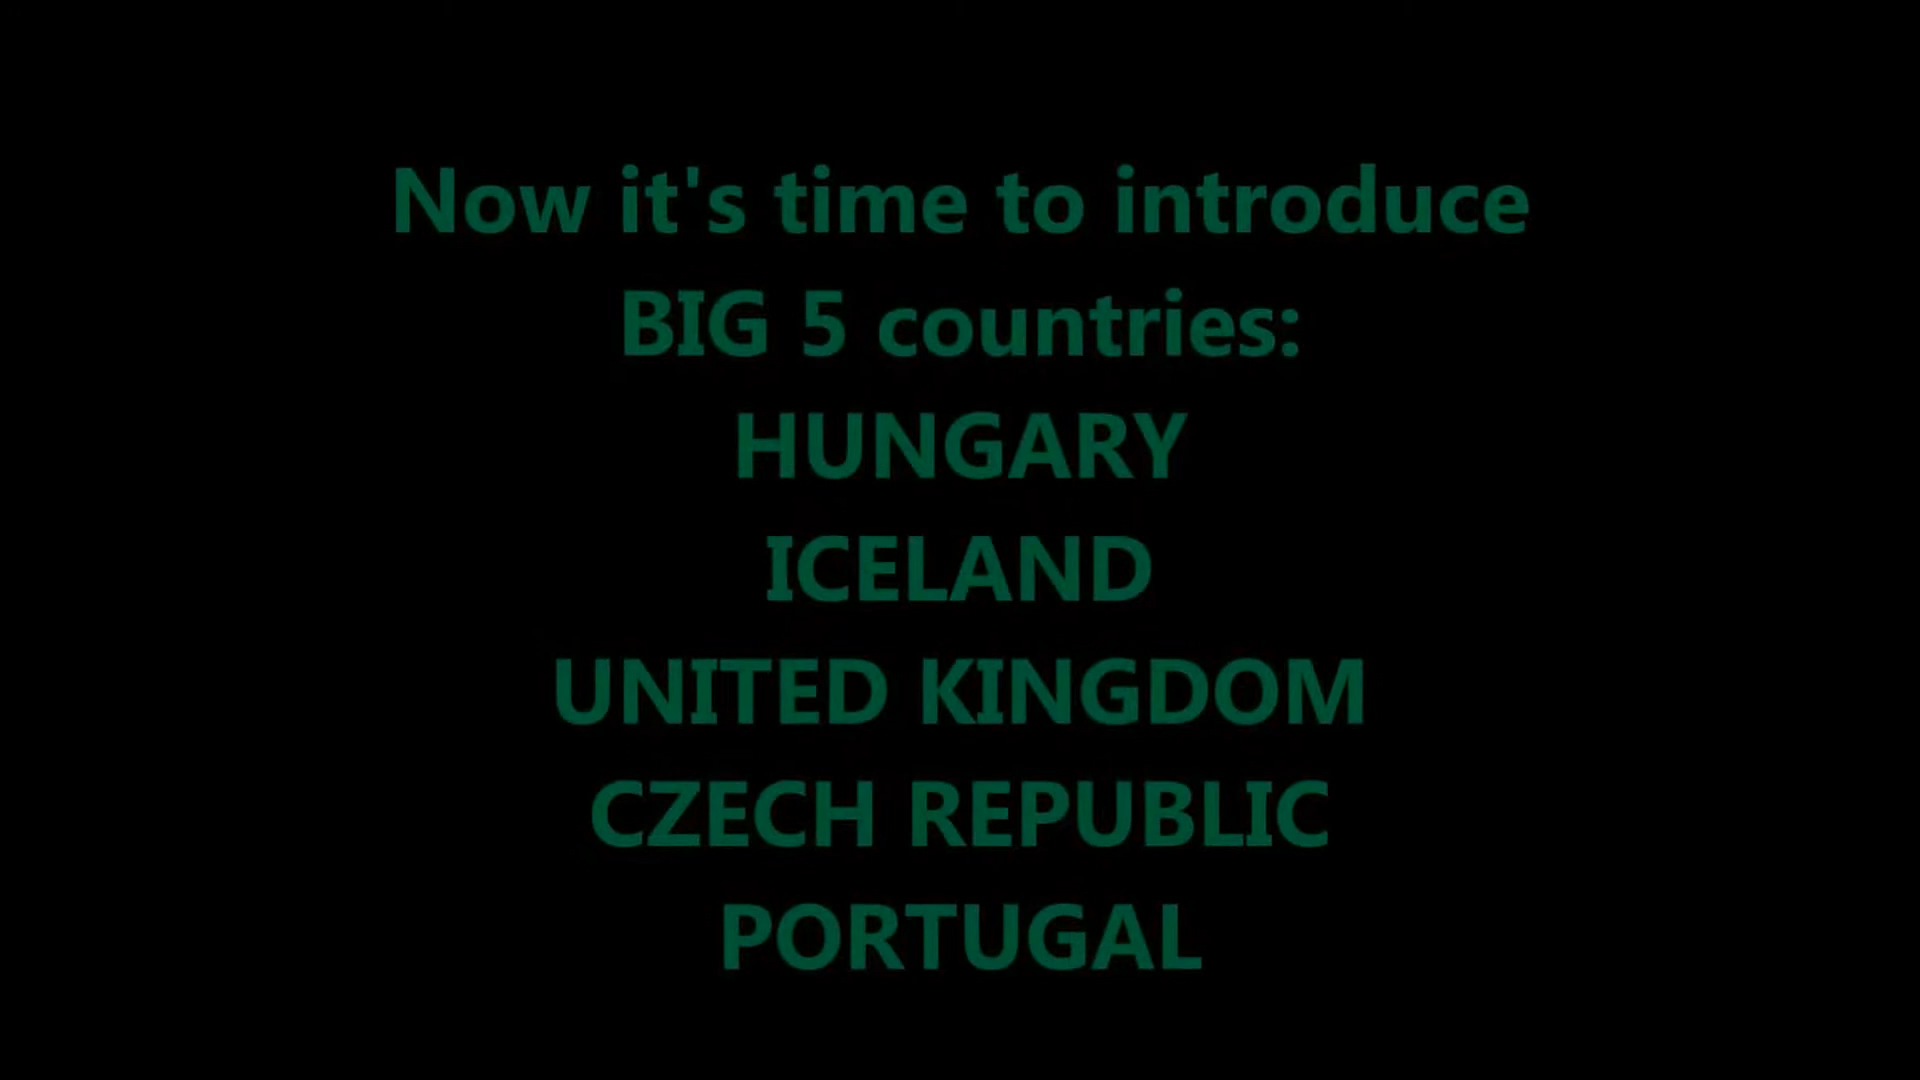 Now it's time to introduce
BIG 5 countries:
HUNGARY
ICELAND
UNITED KINGDOM
CZECH REPUBLIC
PORTUGAL